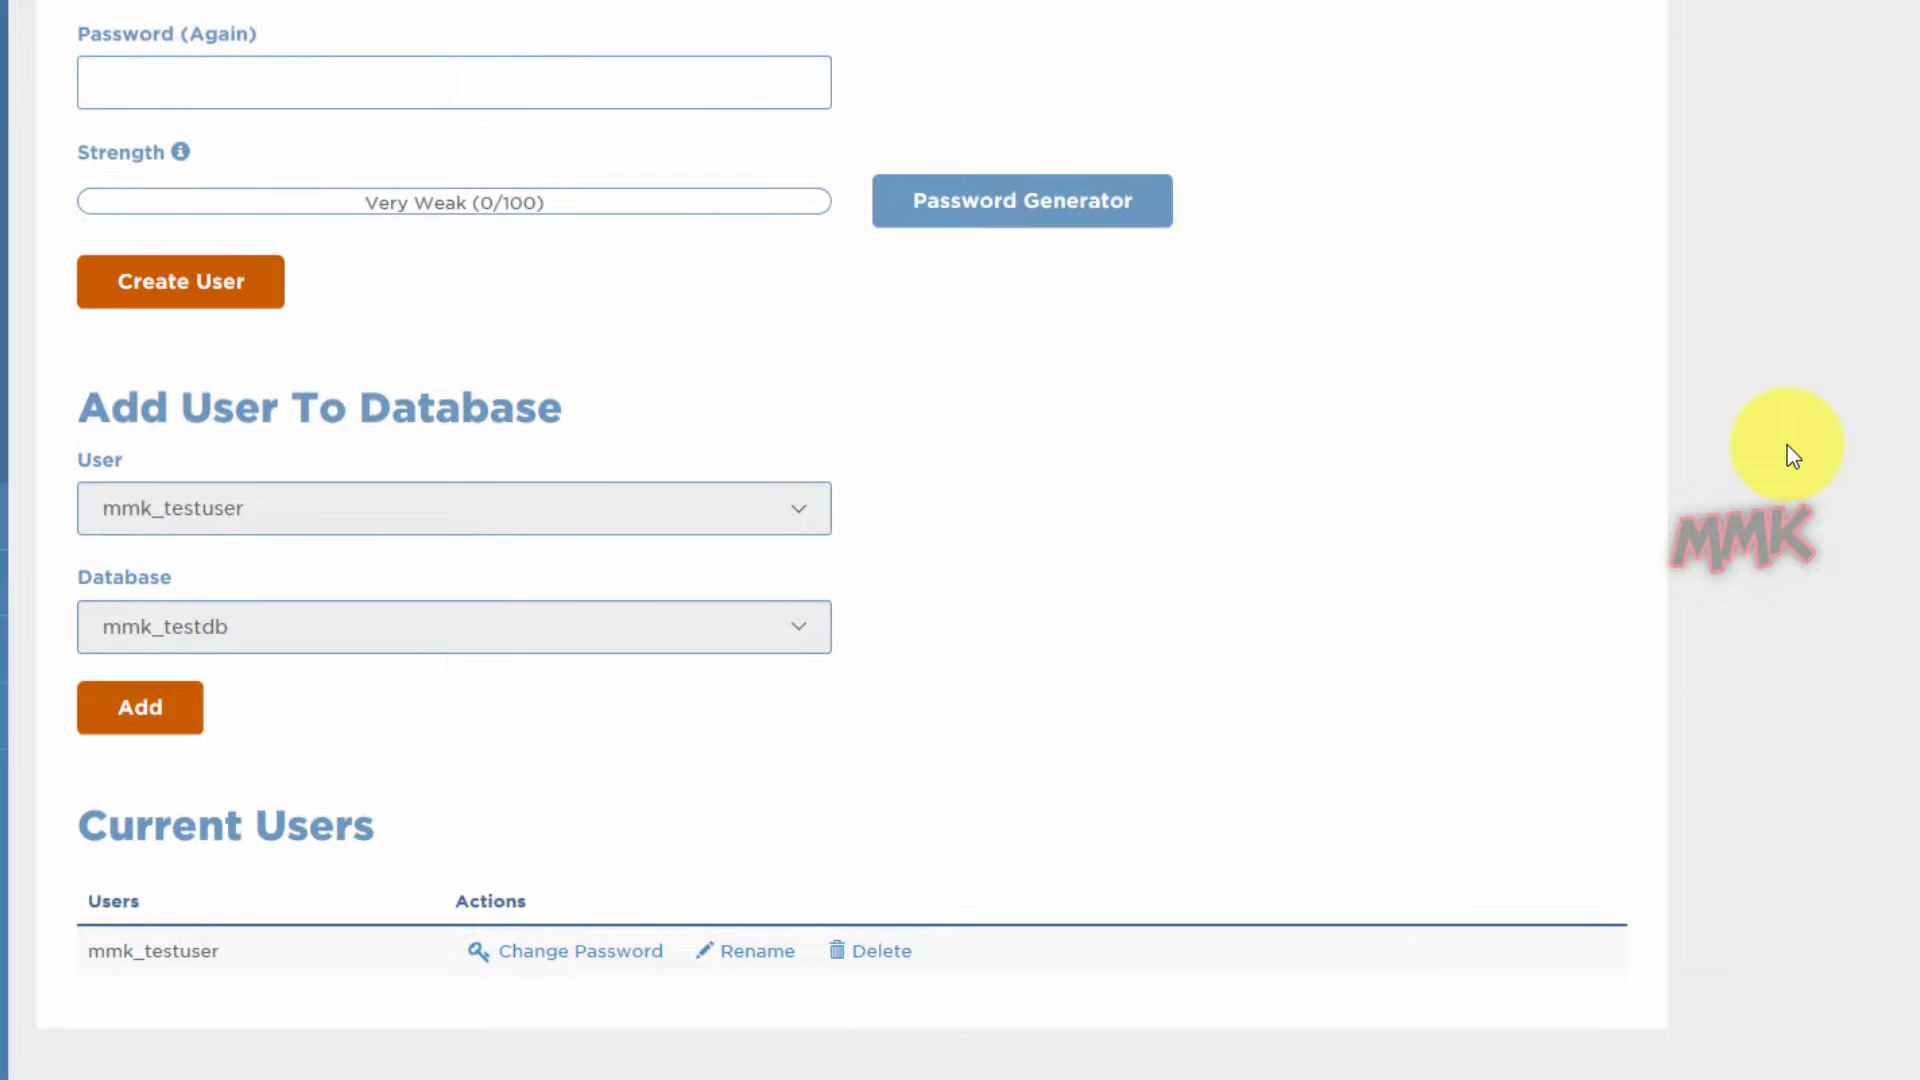 Password (Again)
Strength
Very Weak (0/100)
Password Generator
Create User
Add User To Database
User
mmk_testuser
Database
mmk_testdb
Add
MMK
Current Users
Users Actions
mmk_testuser Change Password Rename Delete